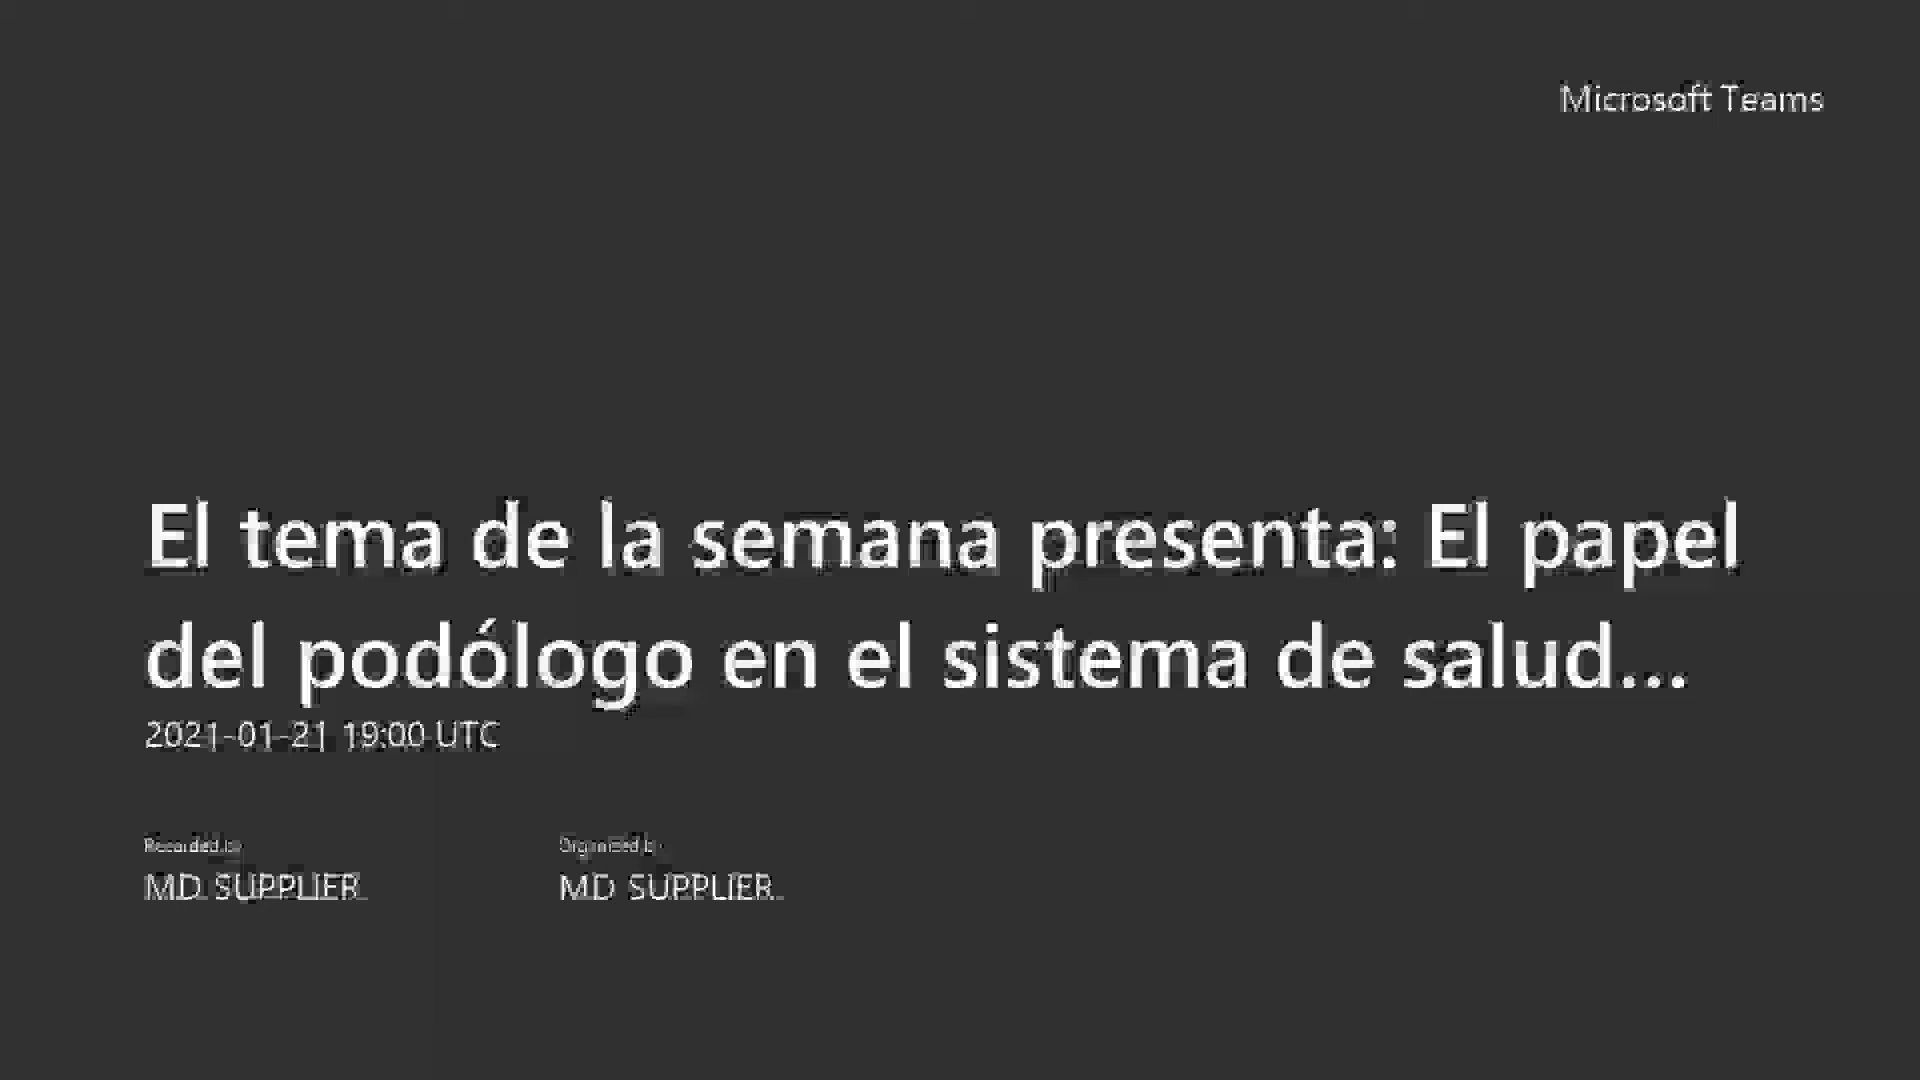 Microsoft Teams
El tema de la semana presenta: El papel
del podólogo en el sistema de salud...
2021-01-21 19:00 UTC
Recorded by
Organized by
MD SUPPLIER
MD SUPPLIER